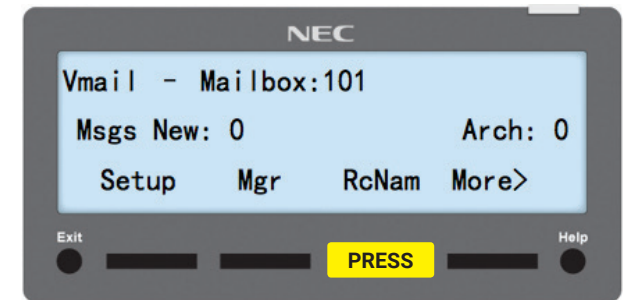 NEC
Vmail - Mailbox:101
Msgs New: 0 Arch: 0
Setup Mgr RcNam More>
Exit Help
PRESS